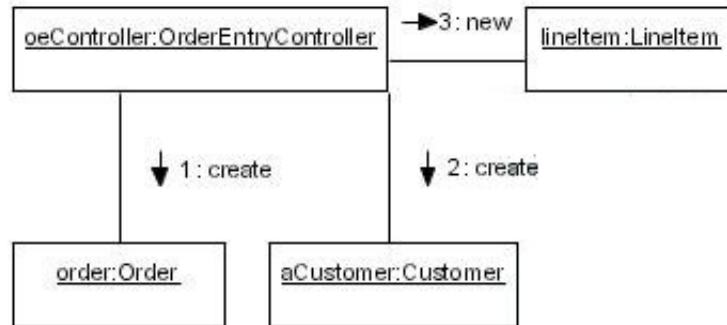 oeController:OrderEntryController
3: new
lineItem:LineItem
1: create
2: create
order:Order
aCustomer:Customer